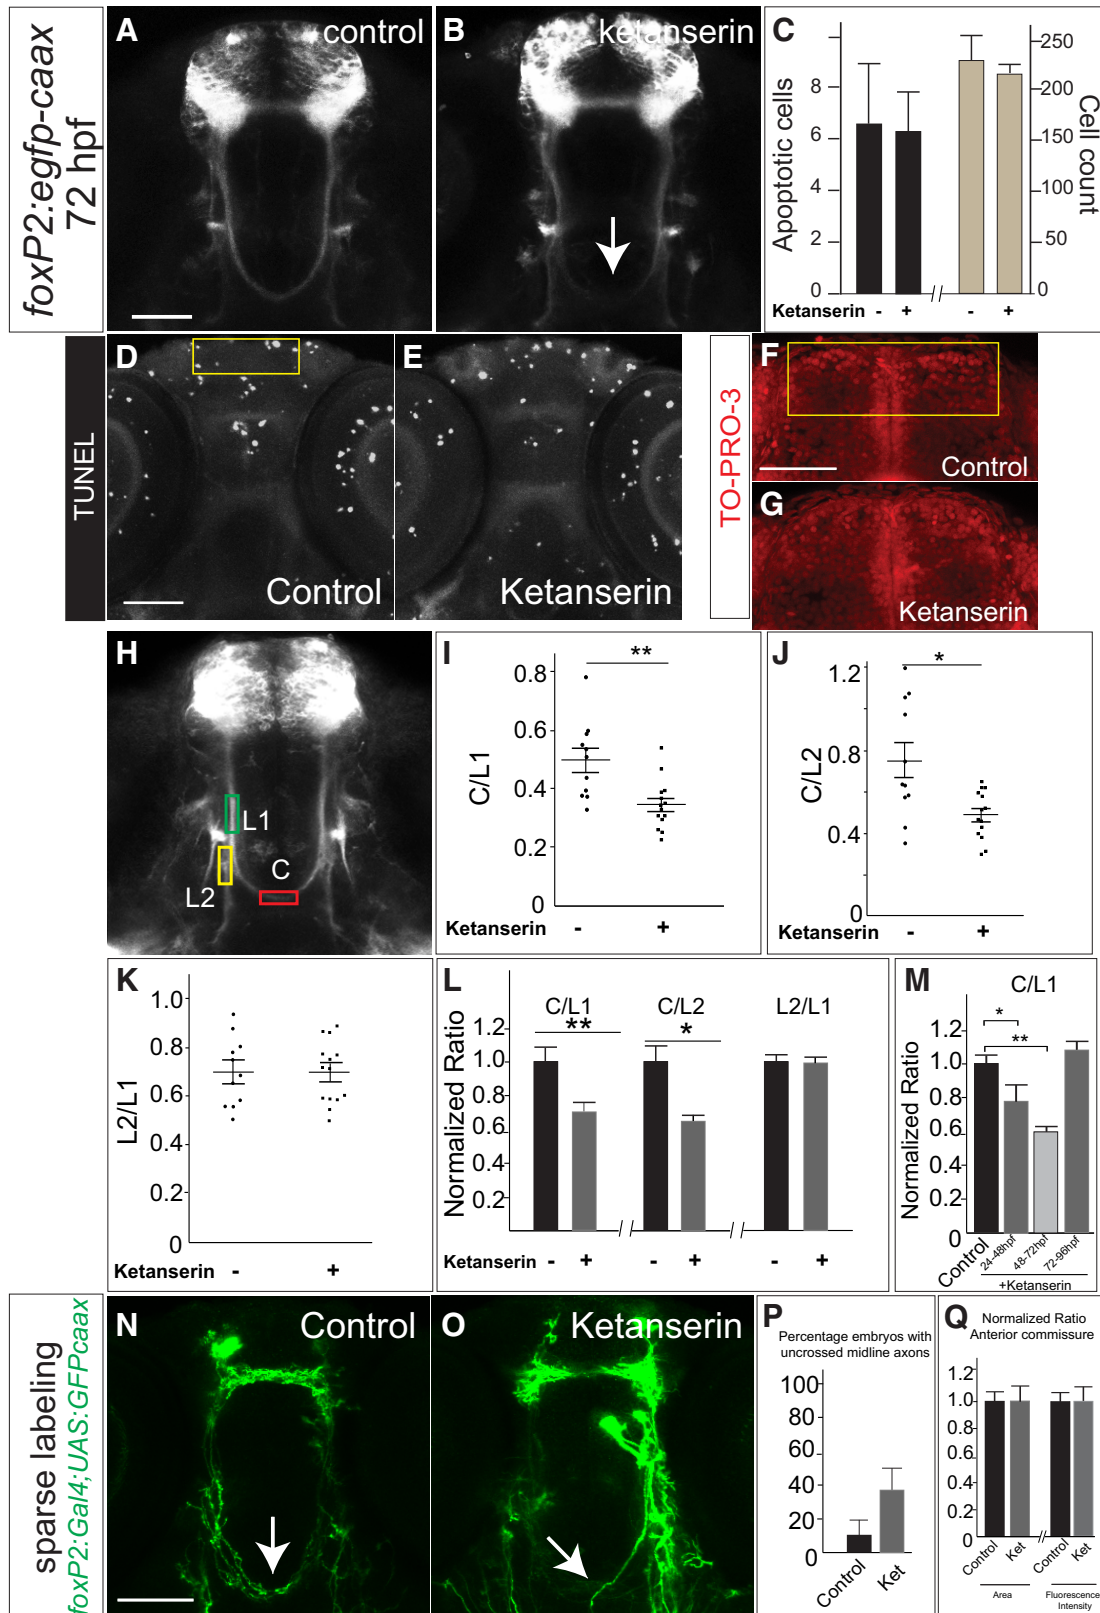 foxP2:egfp-caax
72 hpf
A
control
B
ketanserin
C
Apoptotic cells
8
6
4
2
0
250
200
150
100
50
0
Cell count
Ketanserin - + - +
TUNEL
D
Control
E
Ketanserin
TO-PRO-3
F
Control
G
Ketanserin
H
L1
L2
C
I
C/L1
0.8
0.6
0.4
0.2
0
**
Ketanserin - +
J
C/L2
1.2
0.8
0.4
0
*
Ketanserin - +
K
L2/L1
1.0
0.8
0.6
0.4
0.2
0
Ketanserin - +
L
Normalized Ratio
1.2
1.0
0.8
0.6
0.4
0.2
C/L1
**
C/L2
*
L2/L1
Ketanserin - + - + - +
M
C/L1
Normalized Ratio
1.2
1.0
0.8
0.6
0.4
0.2
0
*
**
Control
24-48hpf
48-72hpf
72-96hpf
+Ketanserin
sparse labeling
foxP2:Gal4;UAS:GFPcaax
N
Control
O
Ketanserin
P
Percentage embryos with
uncrossed midline axons
100
80
60
40
20
0
Control
Ket
Q
Normalized Ratio
Anterior commissure
1.2
1.0
0.8
0.6
0.4
0.2
0
Control
Ket
Control
Ket
Area
Fluorescence
Intensity